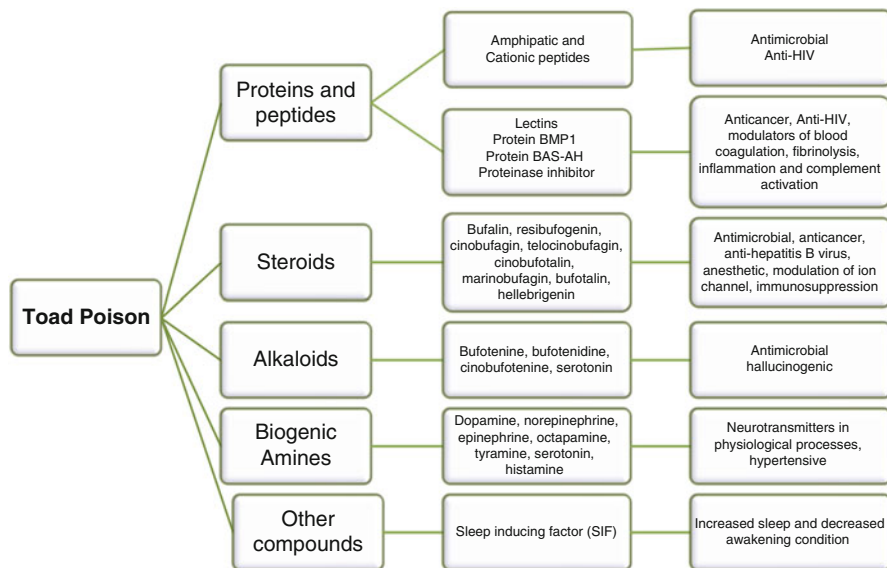 Toad Poison
Proteins and
peptides
Amphipatic and
Cationic peptides
Antimicrobial
Anti-HIV
Lectins
Protein BMP1
Protein BAS-AH
Proteinase inhibitor
Anticancer, Anti-HIV,
modulators of blood
coagulation, fibrinolysis,
inflammation and complement
activation
Steroids
Bufalin, resibufogenin,
cinobufagin, telocinobufagin,
cinobufotalin,
marinobufagin, bufotalin,
hellebrigenin
Antimicrobial, anticancer,
anti-hepatitis B virus,
anesthetic, modulation of ion
channel, immunosuppression
Alkaloids
Bufotenine, bufotenidine,
cinobufotenine, serotonin
Antimicrobial
hallucinogenic
Biogenic
Amines
Dopamine, norepinephrine,
epinephrine, octapamine,
tyramine, serotonin,
histamine
Neurotransmitters in
physiological processes,
hypertensive
Other
compounds
Sleep inducing factor (SIF)
Increased sleep and decreased
awakening condition